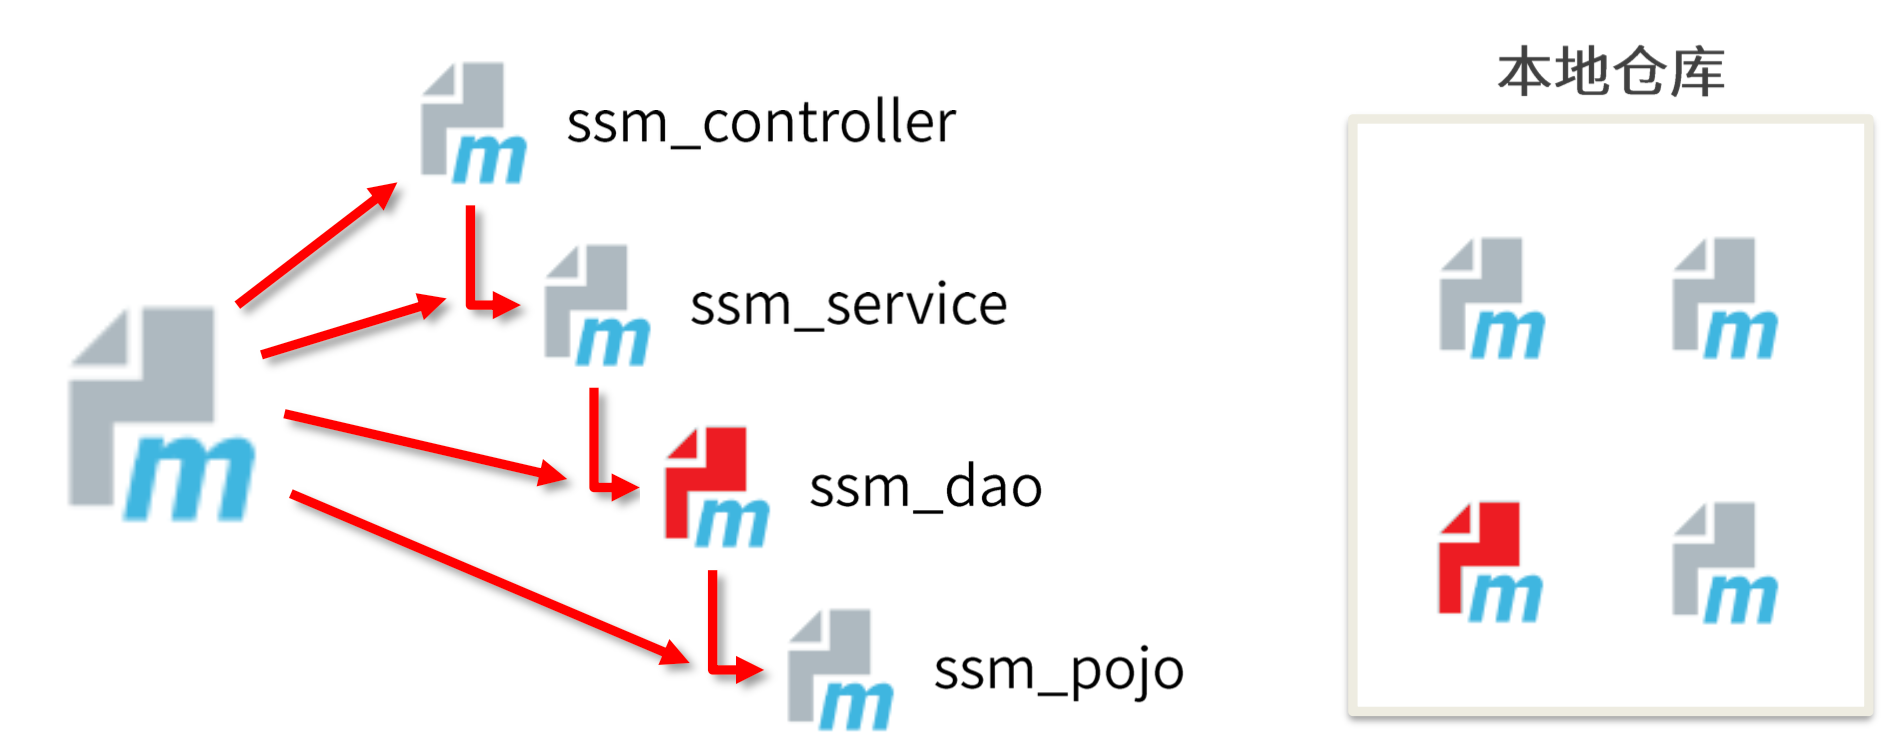 本地仓库
ssm_controller
ssm_service
ssm_dao
ssm_pojo
m
m
m
m
m
m
m
m
m